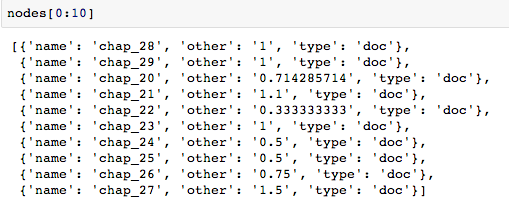 nodes[0:10]
[{'name': 'chap_28', 'other': '1', 'type': 'doc'},
{'name': 'chap_29', 'other': '1', 'type': 'doc'},
{'name': 'chap_20', 'other': '0.714285714', 'type': 'doc'},
{'name': 'chap_21', 'other': '1.1', 'type': 'doc'},
{'name': 'chap_22', 'other': '0.333333333', 'type': 'doc'},
{'name': 'chap_23', 'other': '1', 'type': 'doc'},
{'name': 'chap_24', 'other': '0.5', 'type': 'doc'},
{'name': 'chap_25', 'other': '0.5', 'type': 'doc'},
{'name': 'chap_26', 'other': '0.75', 'type': 'doc'},
{'name': 'chap_27', 'other': '1.5', 'type': 'doc'}]